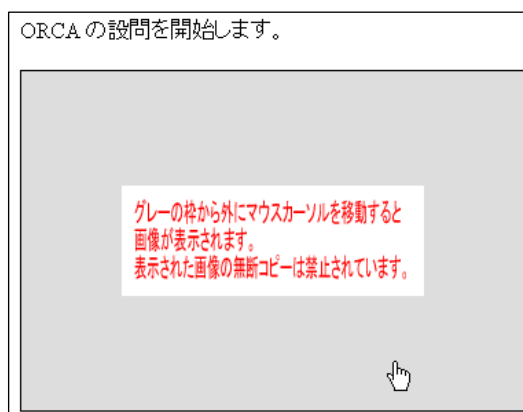 ORCAの設問を開始します。
グレーの枠から外にマウスカーソルを移動すると
画像が表示されます。
表示された画像の無断コピーは禁止されています。